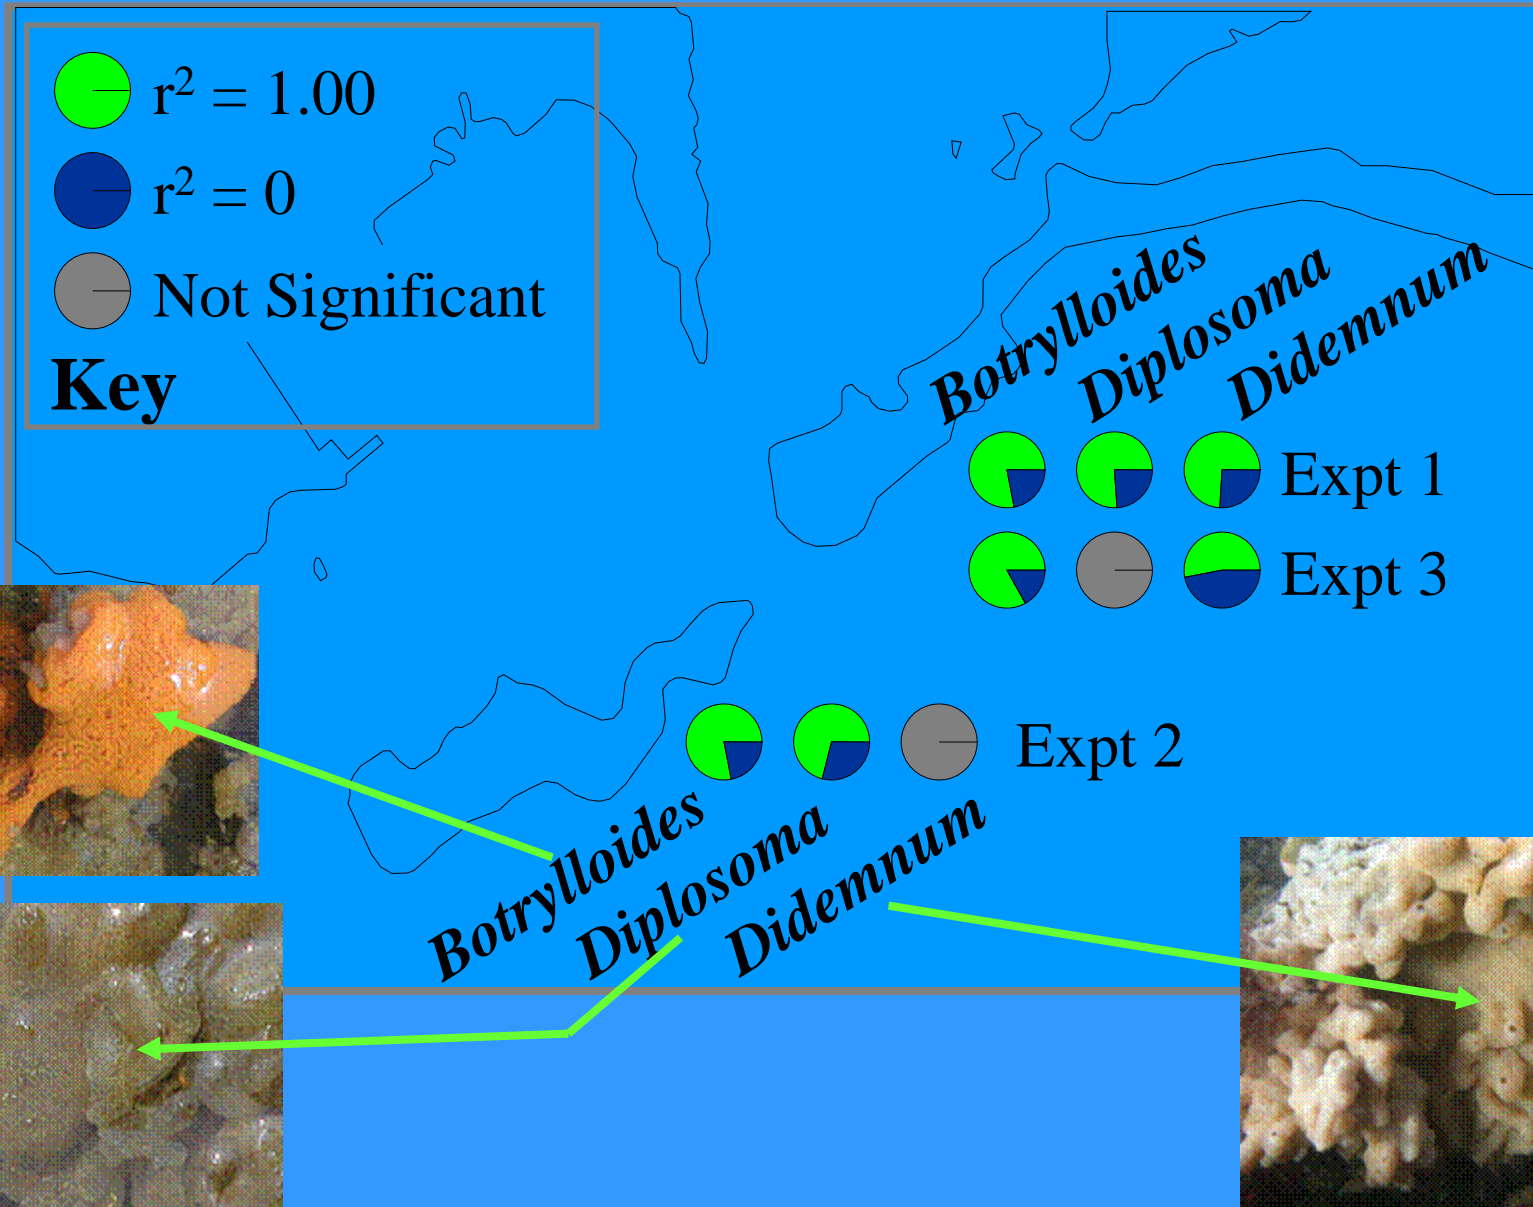 r² = 1.00
r² = 0
Not Significant
Key
Botrylloides
Diplosoma
Didemnum
Expt 1
Expt 3
Expt 2
Botrylloides
Diplosoma
Didemnum